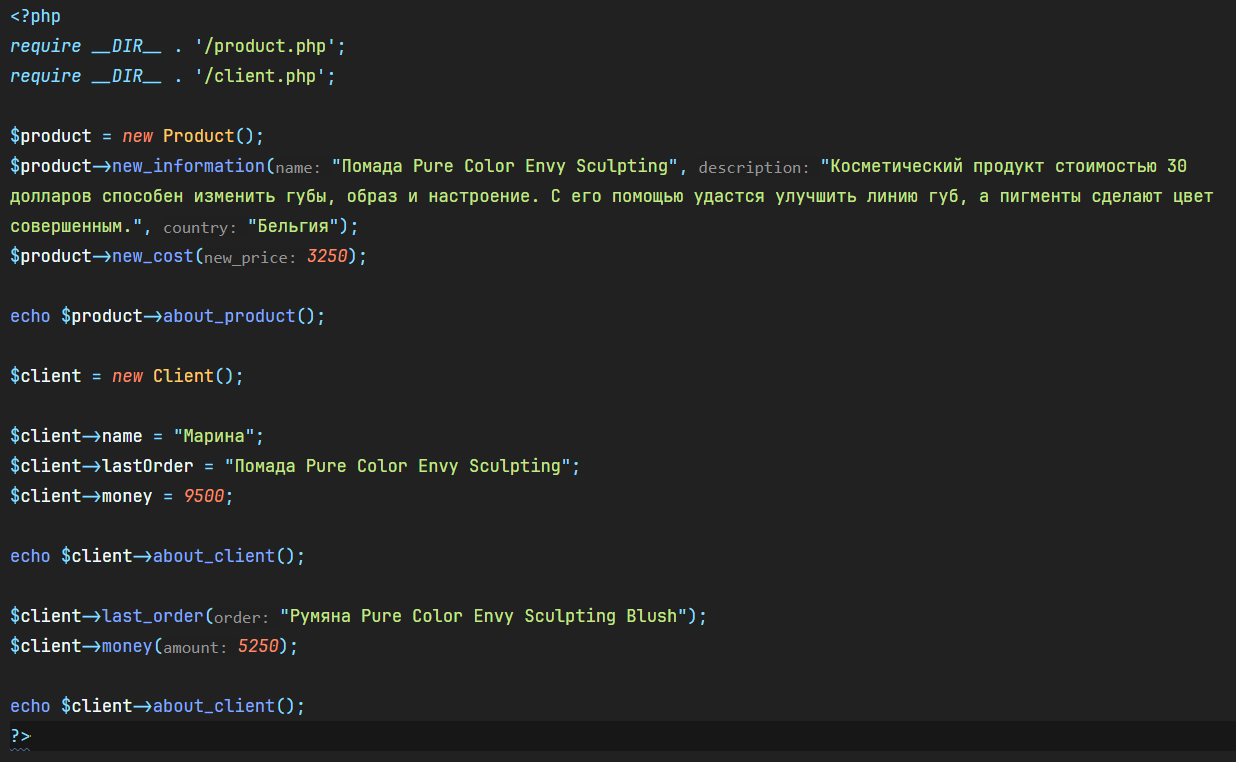 <?php
require __DIR__ . '/product.php';
require __DIR__ . '/client.php';
$product = new Product();
$product->new_information(name: "Помада Pure Color Envy Sculpting", description: "Косметический продукт стоимостью 30
долларов способен изменить губы, образ и настроение. С его помощью удастся улучшить линию губ, а пигменты сделают цвет
совершенным.", country: "Бельгия");
$product->new_cost(new_price: 3250);
echo $product->about_product();
$client = new Client();
$client->name = "Марина";
$client->lastOrder = "Помада Pure Color Envy Sculpting";
$client->money = 9500;
echo $client->about_client();
$client->last_order(order: "Румяна Pure Color Envy Sculpting Blush");
$client->money(amount: 5250);
echo $client->about_client();
?>